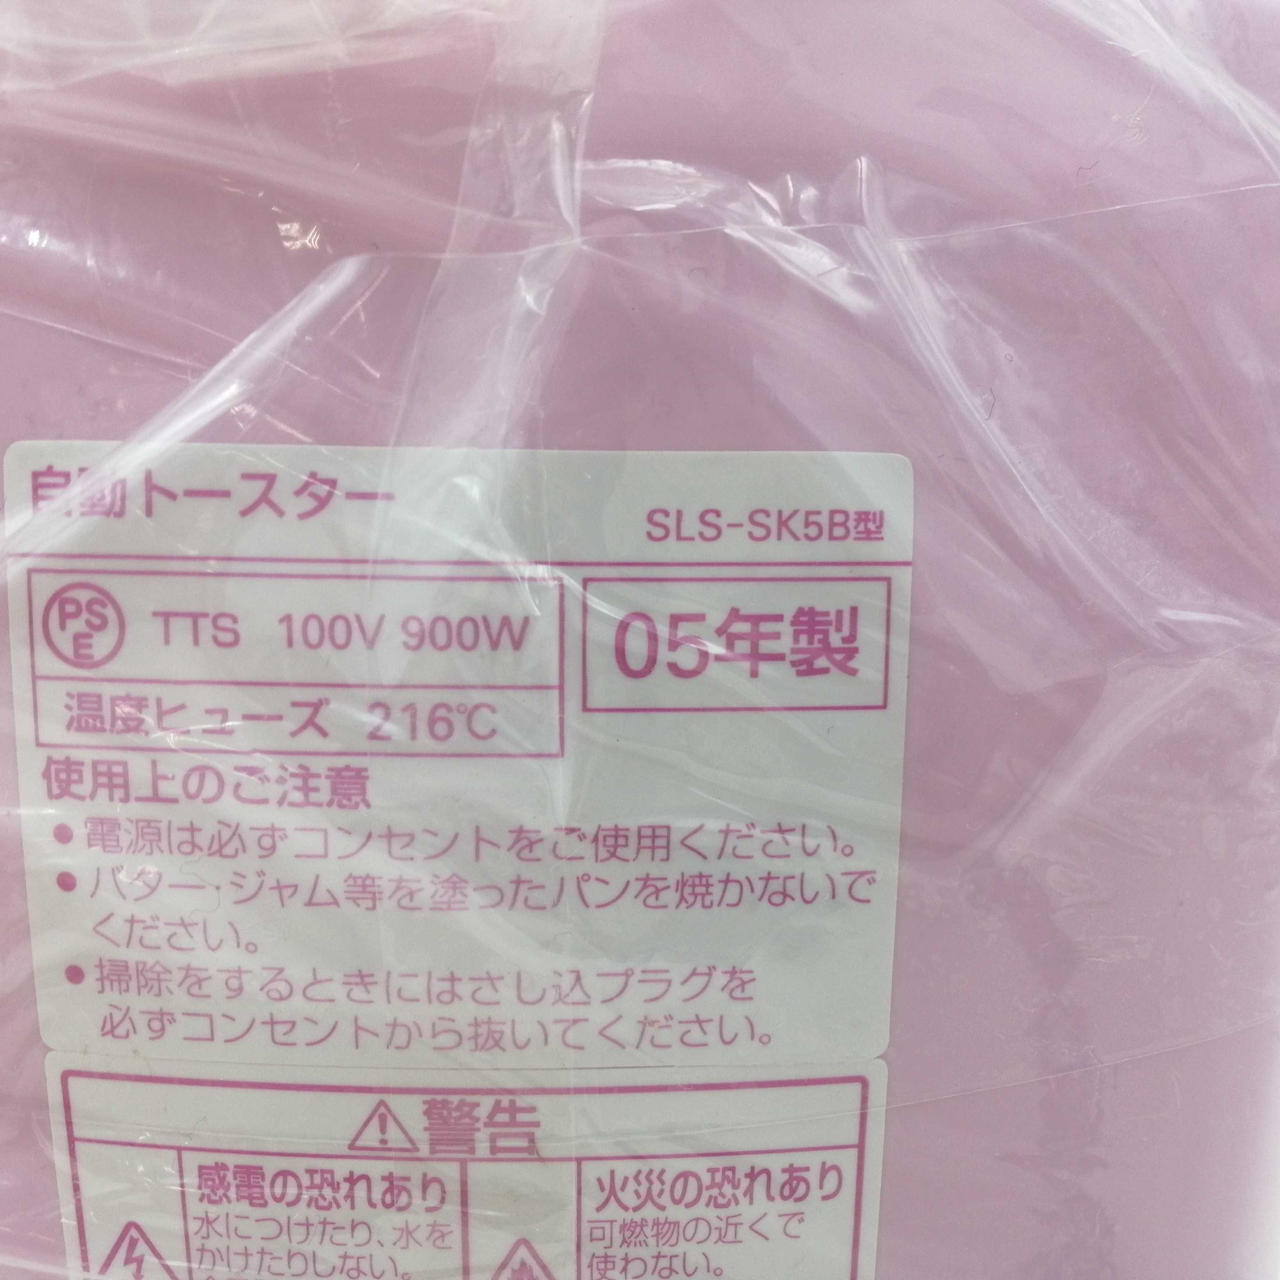 自動トースター
SLS-SK5B型
PSE TTS 100V 900W
05年製
温度ヒューズ 216℃
使用上のご注意
●電源は必ずコンセントをご使用ください。
●バター・ジャム等を塗ったパンを焼かないで
ください。
●掃除をするときにはさし込プラグを
必ずコンセントから抜いてください。
警告
感電の恐れあり
水につけたり、水を
かけたりしない。
火災の恐れあり
可燃物の近くで
使わない。